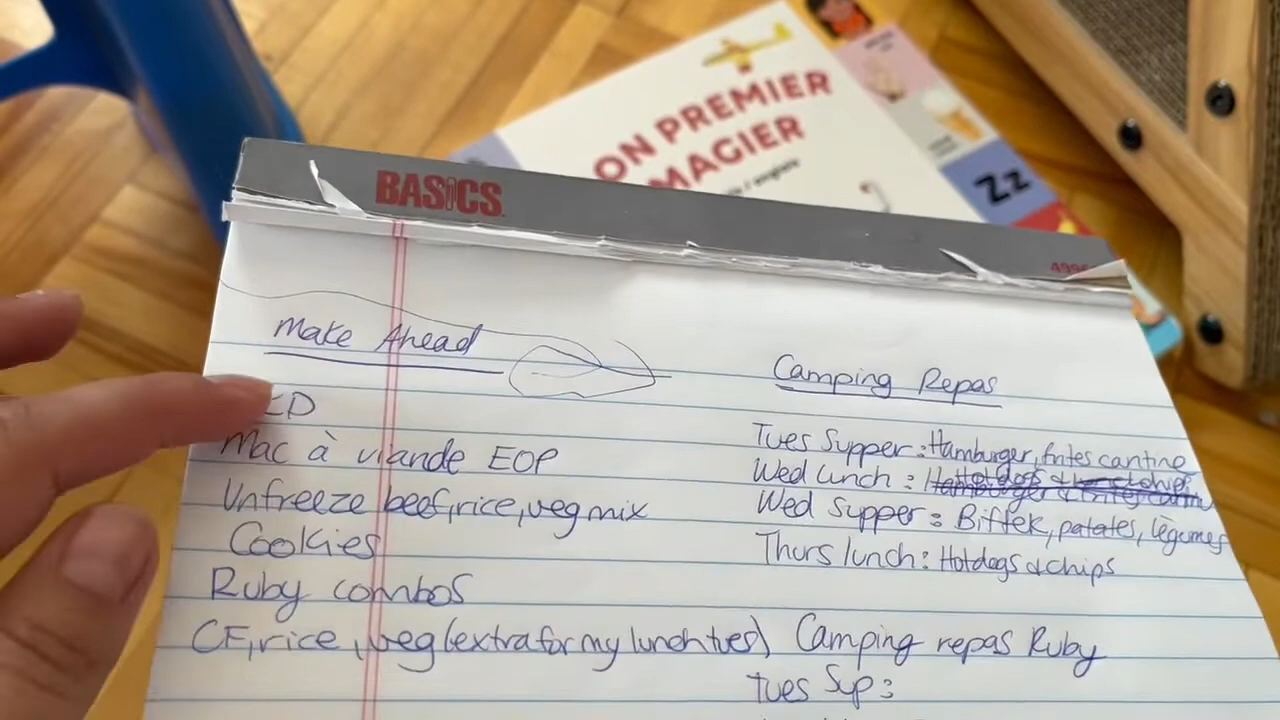 ON PREMIER
MAGIER
Zz
BASICS
Make Ahead
CD
Mac à viande EOP
Unfreeze beef, rice, veg mix
Cookies
Ruby combos
CF, rice, veg (extra for my lunch tues)
Camping Repas
Tues Supper : Hamburger, frites cantine
Wed lunch :
Wed Supper : Biftek, patates, légumes
Thurs lunch : Hotdogs & chips
Camping repas Ruby
Tues Sup :